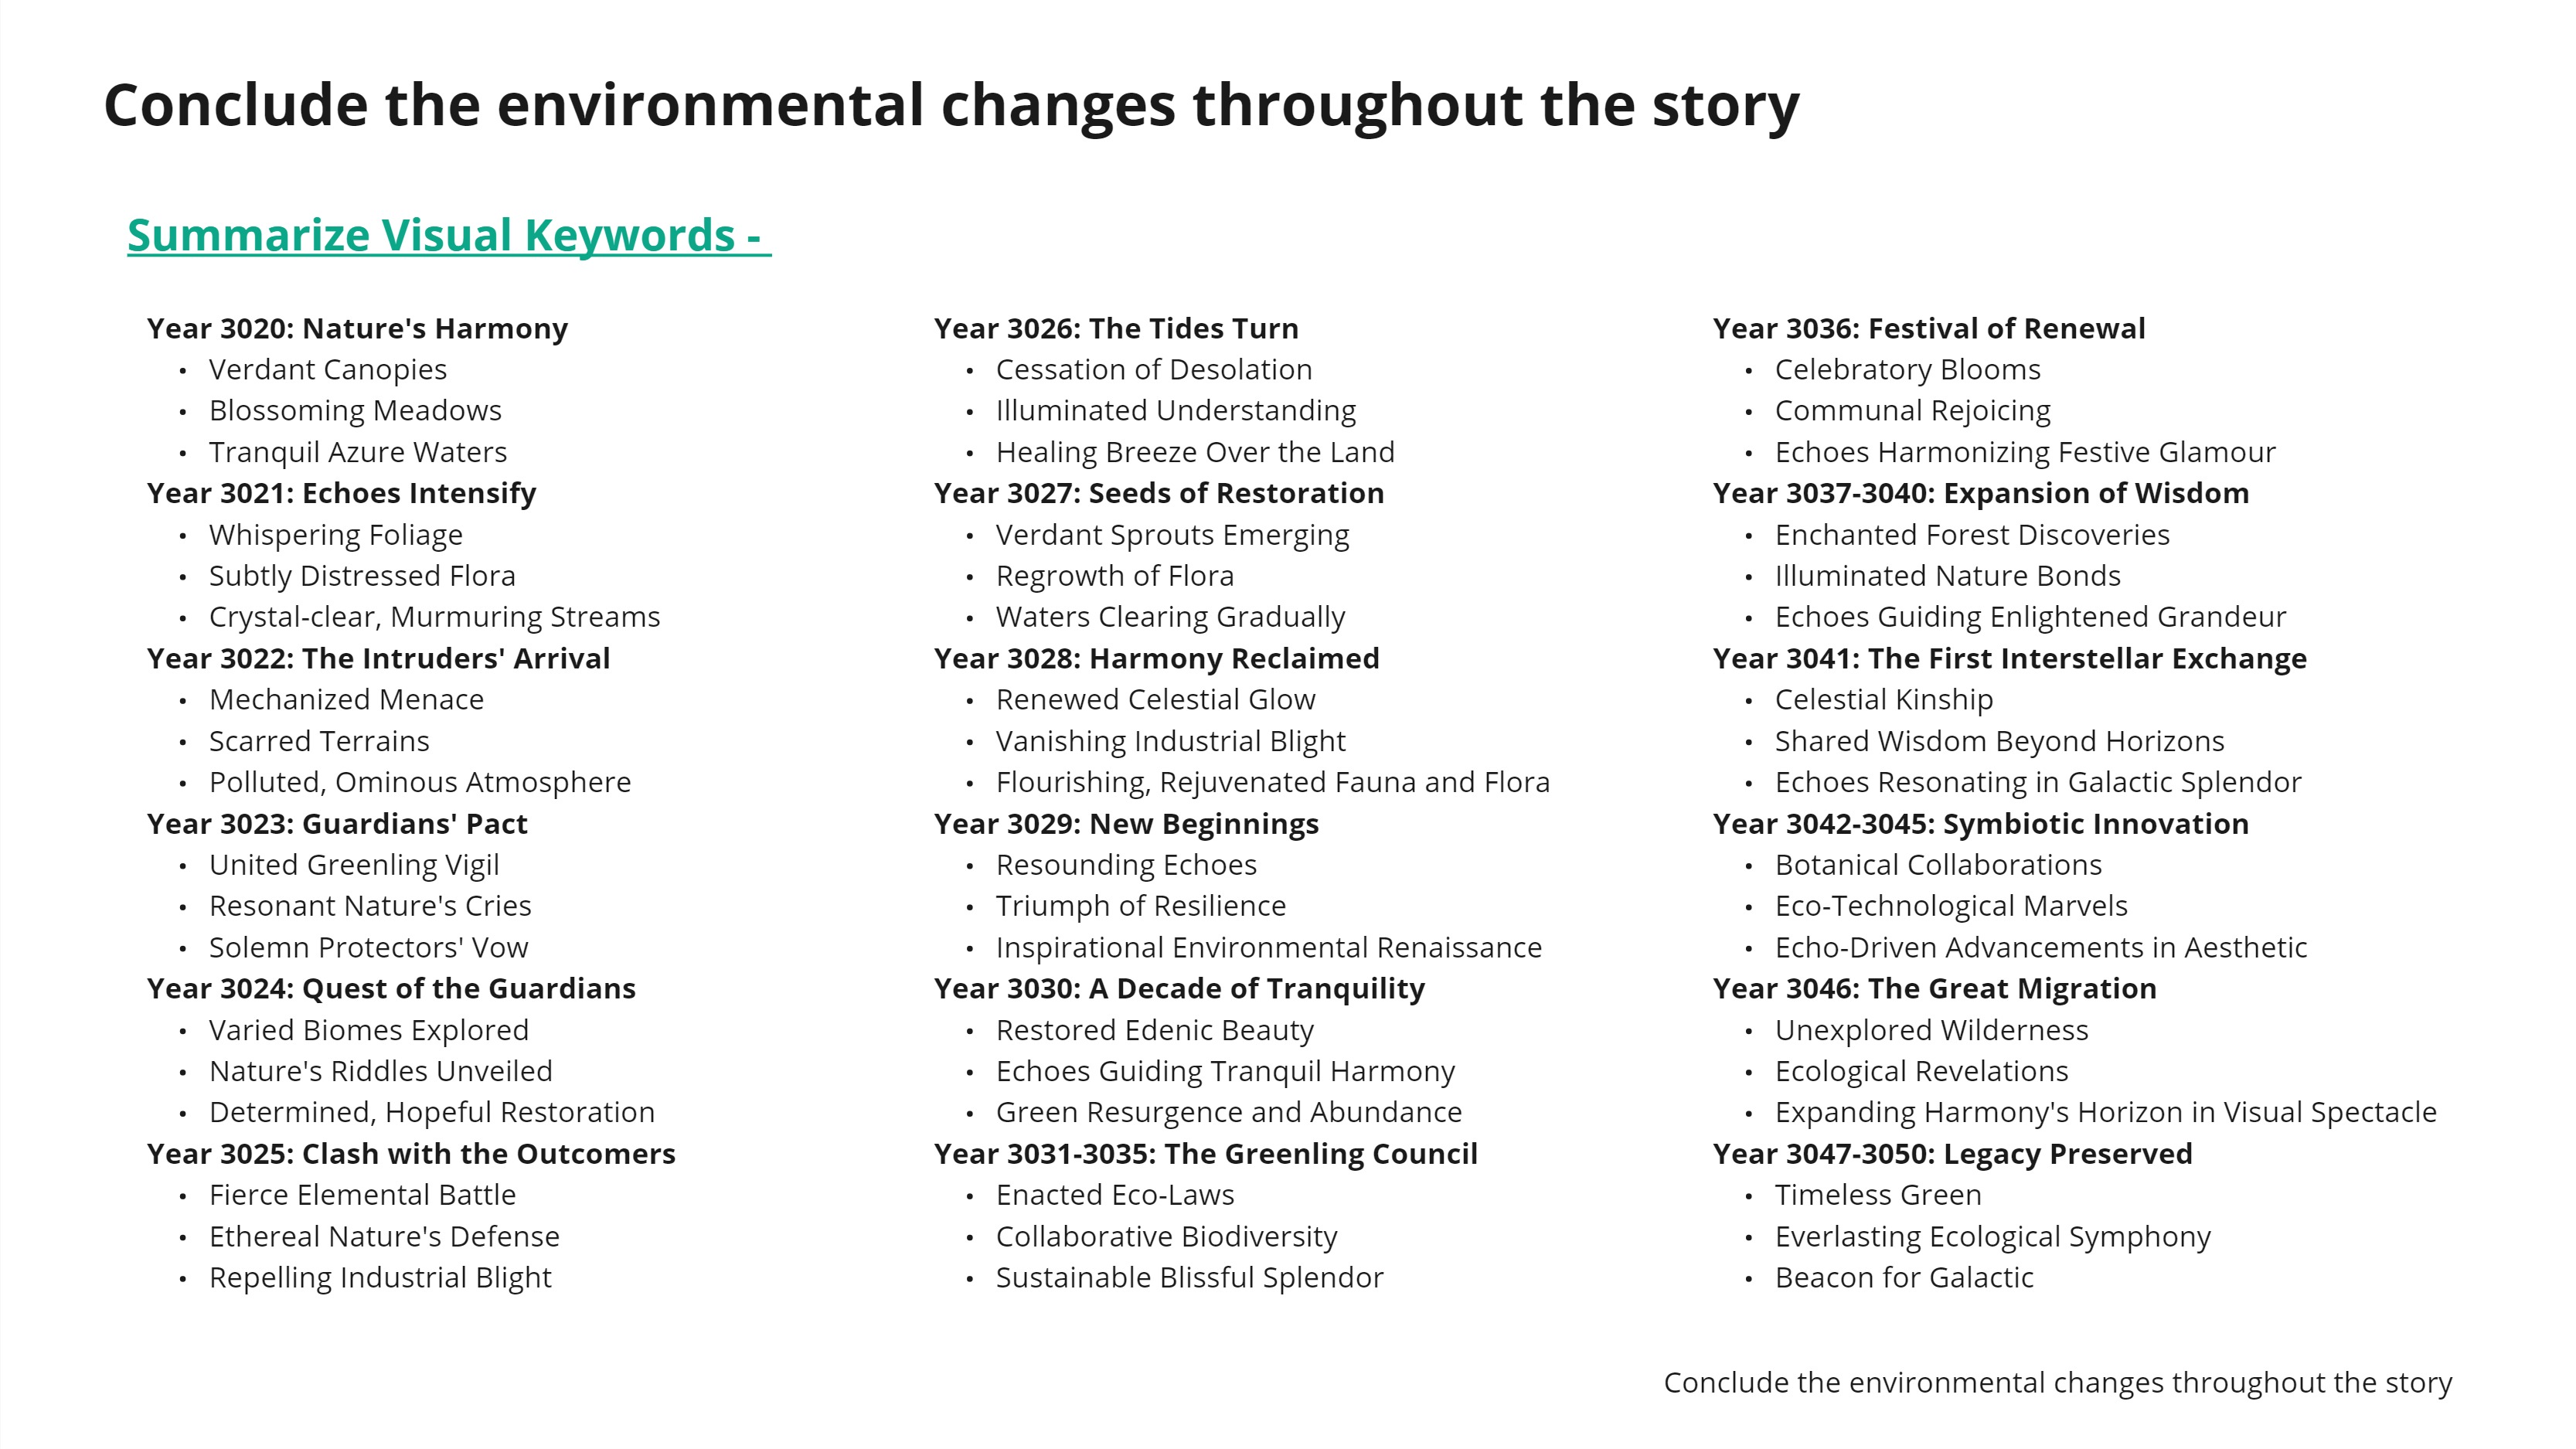 Conclude the environmental changes throughout the story
Summarize Visual Keywords -
Year 3020: Nature's Harmony
• Verdant Canopies
• Blossoming Meadows
• Tranquil Azure Waters
Year 3021: Echoes Intensify
• Whispering Foliage
• Subtly Distressed Flora
• Crystal-clear, Murmuring Streams
Year 3022: The Intruders' Arrival
• Mechanized Menace
• Scarred Terrains
• Polluted, Ominous Atmosphere
Year 3023: Guardians' Pact
• United Greenling Vigil
• Resonant Nature's Cries
• Solemn Protectors' Vow
Year 3024: Quest of the Guardians
• Varied Biomes Explored
• Nature's Riddles Unveiled
• Determined, Hopeful Restoration
Year 3025: Clash with the Outcomers
• Fierce Elemental Battle
• Ethereal Nature's Defense
• Repelling Industrial Blight
Year 3026: The Tides Turn
• Cessation of Desolation
• Illuminated Understanding
• Healing Breeze Over the Land
Year 3027: Seeds of Restoration
• Verdant Sprouts Emerging
• Regrowth of Flora
• Waters Clearing Gradually
Year 3028: Harmony Reclaimed
• Renewed Celestial Glow
• Vanishing Industrial Blight
• Flourishing, Rejuvenated Fauna and Flora
Year 3029: New Beginnings
• Resounding Echoes
• Triumph of Resilience
• Inspirational Environmental Renaissance
Year 3030: A Decade of Tranquility
• Restored Edenic Beauty
• Echoes Guiding Tranquil Harmony
• Green Resurgence and Abundance
Year 3031-3035: The Greenling Council
• Enacted Eco-Laws
• Collaborative Biodiversity
• Sustainable Blissful Splendor
Year 3036: Festival of Renewal
• Celebratory Blooms
• Communal Rejoicing
• Echoes Harmonizing Festive Glamour
Year 3037-3040: Expansion of Wisdom
• Enchanted Forest Discoveries
• Illuminated Nature Bonds
• Echoes Guiding Enlightened Grandeur
Year 3041: The First Interstellar Exchange
• Celestial Kinship
• Shared Wisdom Beyond Horizons
• Echoes Resonating in Galactic Splendor
Year 3042-3045: Symbiotic Innovation
• Botanical Collaborations
• Eco-Technological Marvels
• Echo-Driven Advancements in Aesthetic
Year 3046: The Great Migration
• Unexplored Wilderness
• Ecological Revelations
• Expanding Harmony's Horizon in Visual Spectacle
Year 3047-3050: Legacy Preserved
• Timeless Green
• Everlasting Ecological Symphony
• Beacon for Galactic
Conclude the environmental changes throughout the story